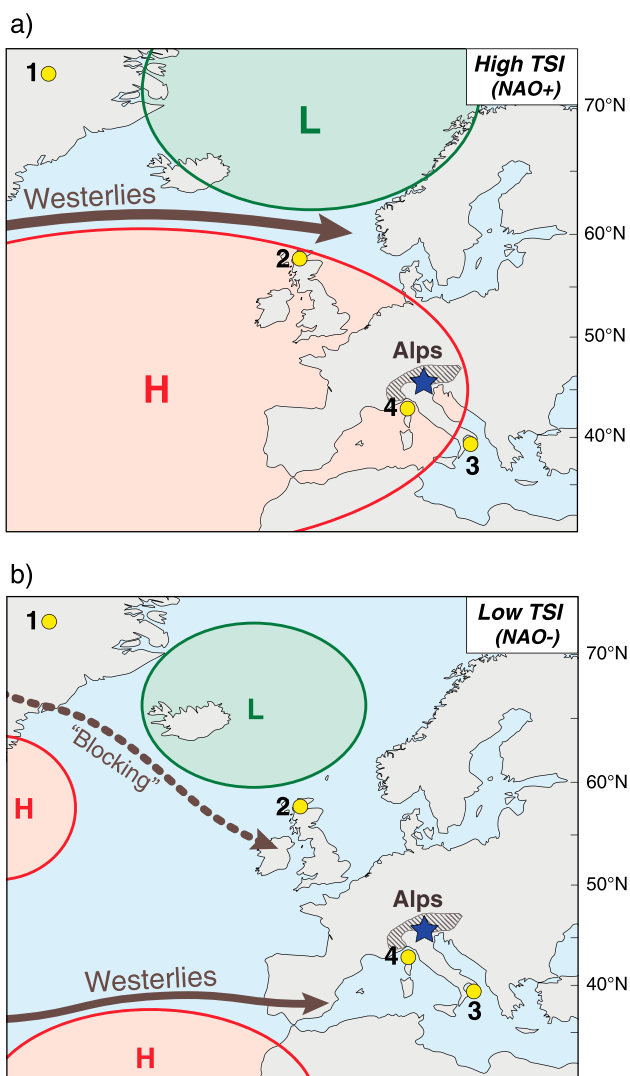 a)
High TSI
(NAO+)
1
L
70°N
Westerlies
60°N
2
50°N
Alps
H
4
40°N
3
b)
Low TSI
(NAO-)
1
70°N
L
"Blocking"
60°N
H
2
50°N
Alps
4
Westerlies
40°N
3
H